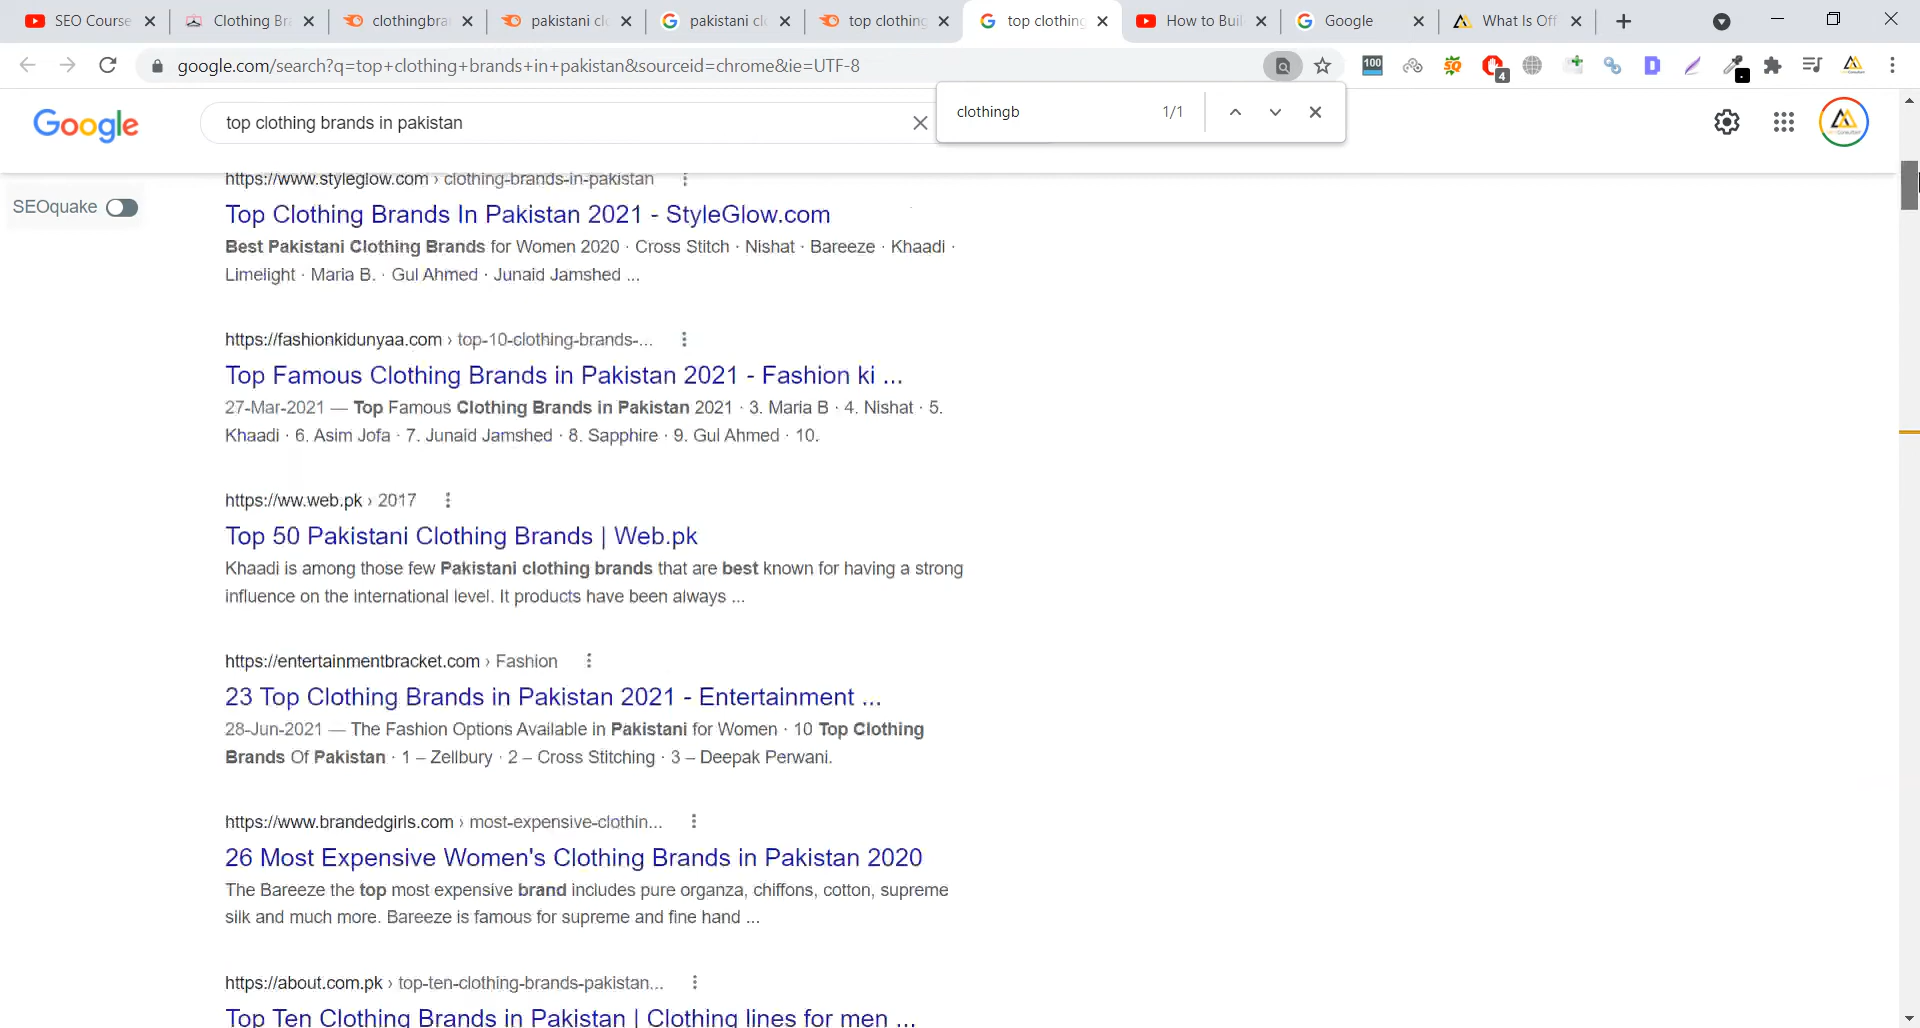 SEO Course
Clothing Br
clothingbra
pakistani cl
pakistani cl
top clothing
top clothing
How to Buil
Google
What Is Off
google.com/search?q=top+clothing+brands+in+pakistan&sourceid=chrome&ie=UTF-8
100
4
clothingb 1/1
Google
top clothing brands in pakistan
SEOquake
https://www.styleglow.com › clothing-brands-in-pakistan
Top Clothing Brands In Pakistan 2021 - StyleGlow.com
Best Pakistani Clothing Brands for Women 2020 · Cross Stitch · Nishat · Bareeze · Khaadi ·
Limelight · Maria B. · Gul Ahmed · Junaid Jamshed ...
https://fashionkidunyaa.com › top-10-clothing-brands-...
Top Famous Clothing Brands in Pakistan 2021 - Fashion ki ...
27-Mar-2021 — Top Famous Clothing Brands in Pakistan 2021 · 3. Maria B · 4. Nishat · 5.
Khaadi · 6. Asim Jofa · 7. Junaid Jamshed · 8. Sapphire · 9. Gul Ahmed · 10.
https://ww.web.pk › 2017
Top 50 Pakistani Clothing Brands | Web.pk
Khaadi is among those few Pakistani clothing brands that are best known for having a strong
influence on the international level. It products have been always ...
https://entertainmentbracket.com › Fashion
23 Top Clothing Brands in Pakistan 2021 - Entertainment ...
28-Jun-2021 — The Fashion Options Available in Pakistani for Women · 10 Top Clothing
Brands Of Pakistan · 1 – Zellbury · 2 – Cross Stitching · 3 – Deepak Perwani.
https://www.brandedgirls.com › most-expensive-clothin...
26 Most Expensive Women's Clothing Brands in Pakistan 2020
The Bareeze the top most expensive brand includes pure organza, chiffons, cotton, supreme
silk and much more. Bareeze is famous for supreme and fine hand ...
https://about.com.pk › top-ten-clothing-brands-pakistan...
Top Ten Clothing Brands in Pakistan | Clothing lines for men ...